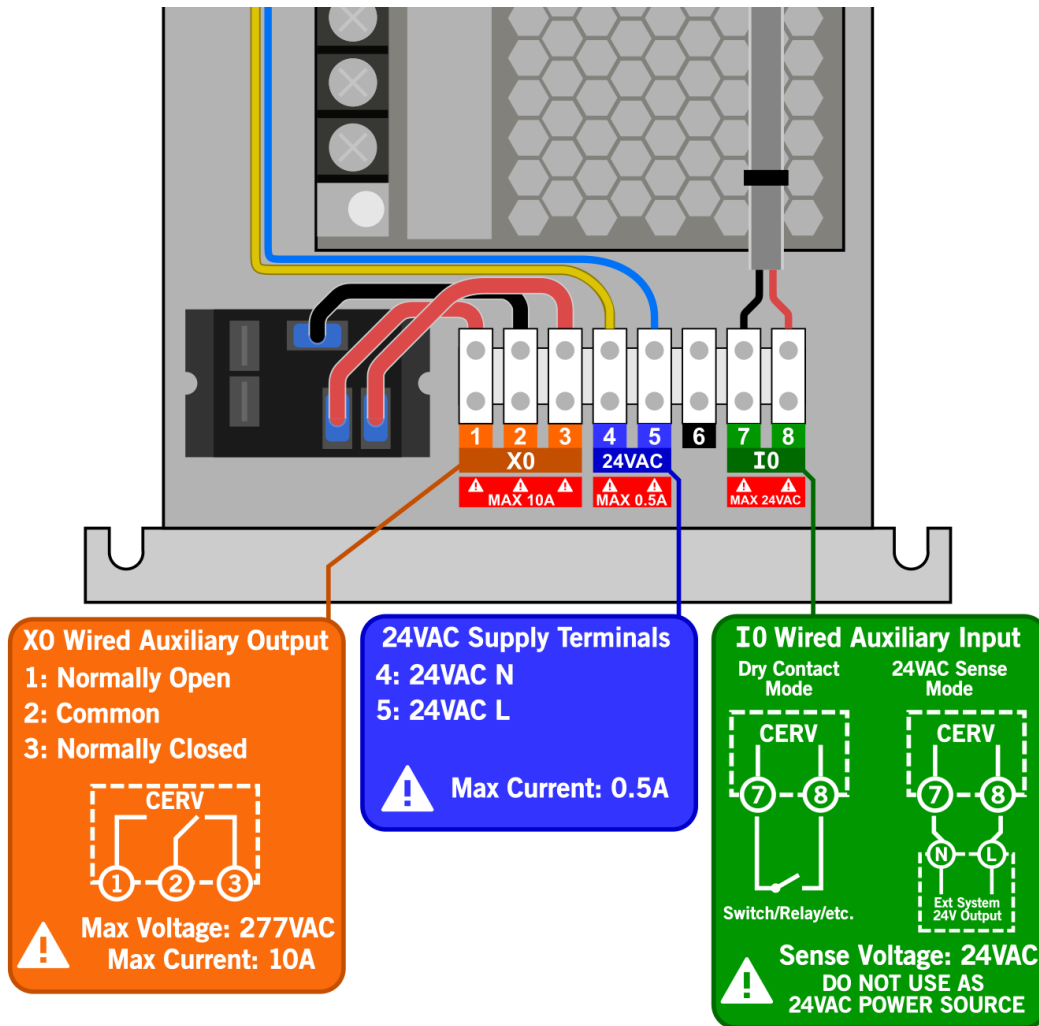 1 2 3 4 5 6 7 8
X0 24VAC I0
MAX 10A MAX 0.5A MAX 24VAC
X0 Wired Auxiliary Output
1: Normally Open
2: Common
3: Normally Closed
CERV
1 2 3
Max Voltage: 277VAC
Max Current: 10A
24VAC Supply Terminals
4: 24VAC N
5: 24VAC L
Max Current: 0.5A
I0 Wired Auxiliary Input
Dry Contact
Mode
CERV
7 8
Switch/Relay/etc.
24VAC Sense
Mode
CERV
7 8
N L
Ext System
24V Output
Sense Voltage: 24VAC
DO NOT USE AS
24VAC POWER SOURCE